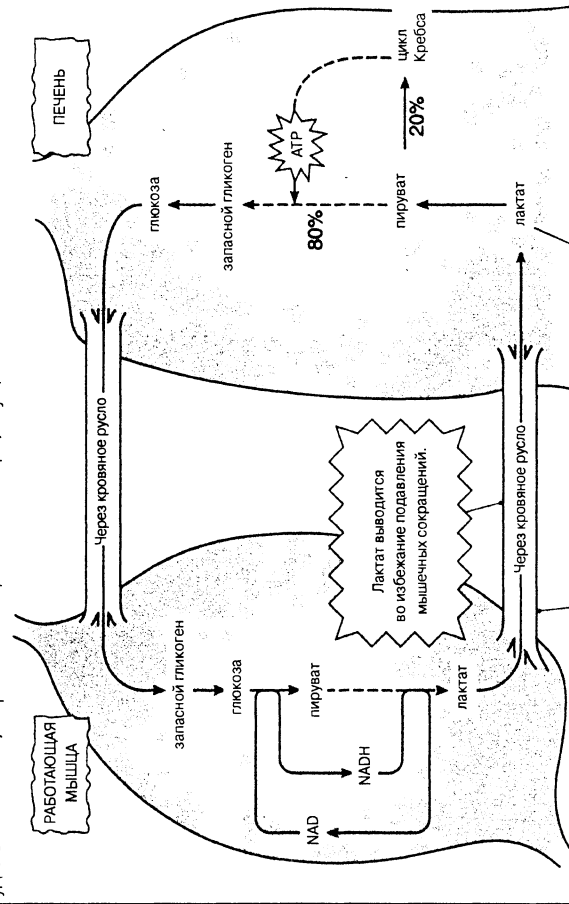 РАБОТАЮЩАЯ
МЫШЦА
ПЕЧЕНЬ
Через кровяное русло
запасной гликоген
глюкоза
пируват
лактат
NAD
NADH
Лактат выводится
во избежание подавления
мышечных сокращений.
Через кровяное русло
лактат
пируват
20%
цикл
Кребса
АТР
80%
запасной гликоген
глюкоза